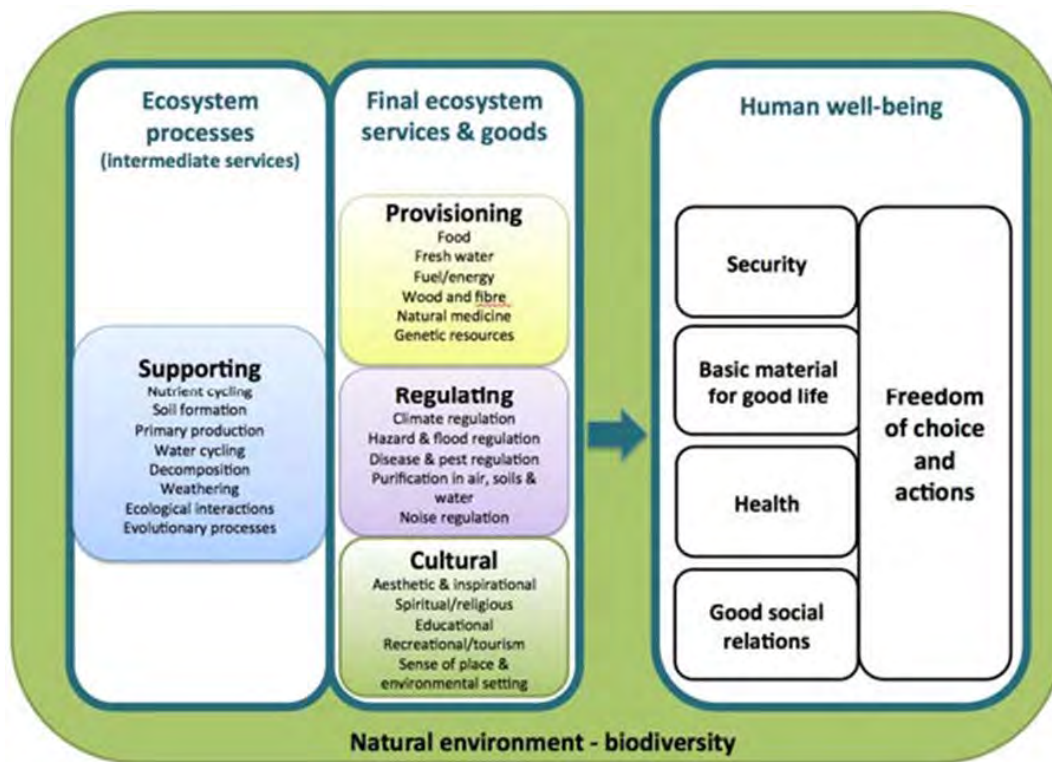 Ecosystem
processes
(intermediate services)
Supporting
Nutrient cycling
Soil formation
Primary production
Water cycling
Decomposition
Weathering
Ecological interactions
Evolutionary processes
Final ecosystem
services & goods
Provisioning
Food
Fresh water
Fuel/energy
Wood and fibre
Natural medicine
Genetic resources
Regulating
Climate regulation
Hazard & flood regulation
Disease & pest regulation
Purification in air, soils &
water
Noise regulation
Cultural
Aesthetic & inspirational
Spiritual/religious
Educational
Recreational/tourism
Sense of place &
environmental setting
Human well-being
Security
Basic material
for good life
Health
Good social
relations
Freedom
of choice
and
actions
Natural environment - biodiversity